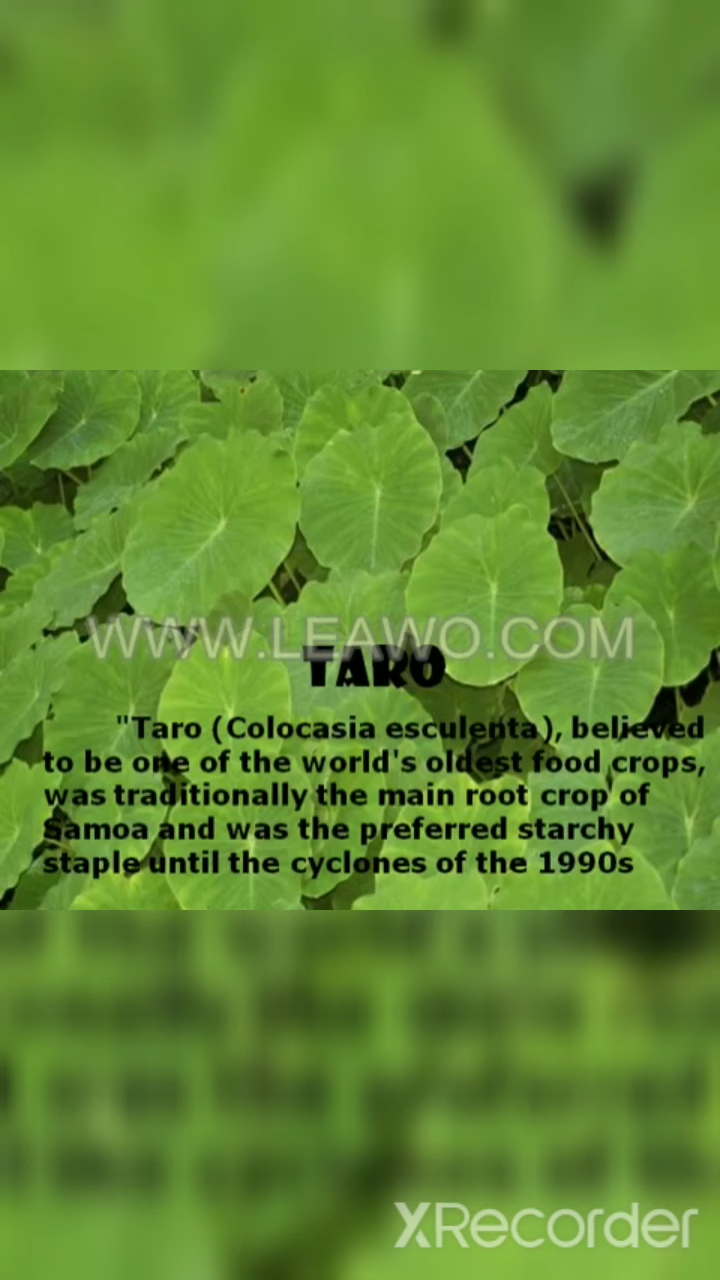 WWW.LEAWO.COM
TARO
"Taro (Colocasia esculenta), believed
to be one of the world's oldest food crops,
was traditionally the main root crop of
Samoa and was the preferred starchy
staple until the cyclones of the 1990s
XRecorder